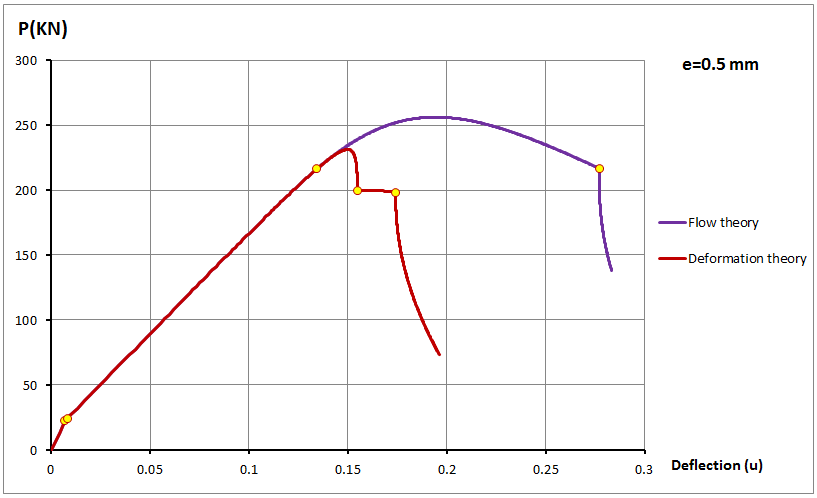 P(KN)
300
e=0.5 mm
250
200
Flow theory
150
Deformation theory
100
50
0
0 0.05 0.1 0.15 0.2 0.25 0.3
Deflection (u)